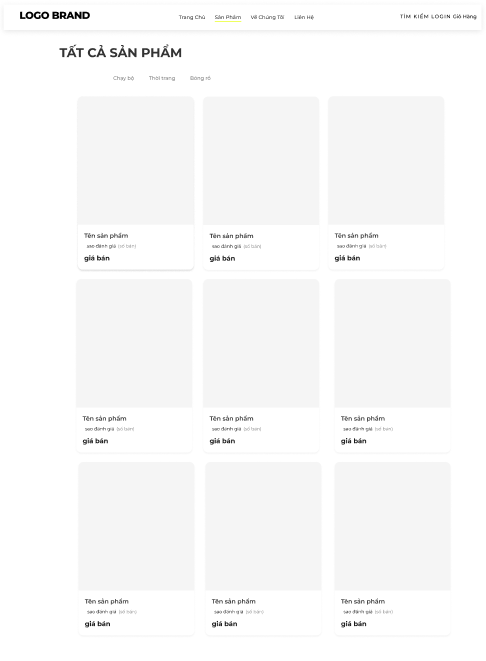 LOGO BRAND Trang Chủ Sản Phẩm Về Chúng Tôi Liên Hệ TÌM KIẾM LOGIN Giỏ Hàng
TẤT CẢ SẢN PHẨM
Chạy bộ Thời trang Bóng rổ
Tên sản phẩm Tên sản phẩm Tên sản phẩm
sao đánh giá (số bán) sao đánh giá (số bán) sao đánh giá (số bán)
giá bán giá bán giá bán
Tên sản phẩm Tên sản phẩm Tên sản phẩm
sao đánh giá (số bán) sao đánh giá (số bán) sao đánh giá (số bán)
giá bán giá bán giá bán
Tên sản phẩm Tên sản phẩm Tên sản phẩm
sao đánh giá (số bán) sao đánh giá (số bán) sao đánh giá (số bán)
giá bán giá bán giá bán